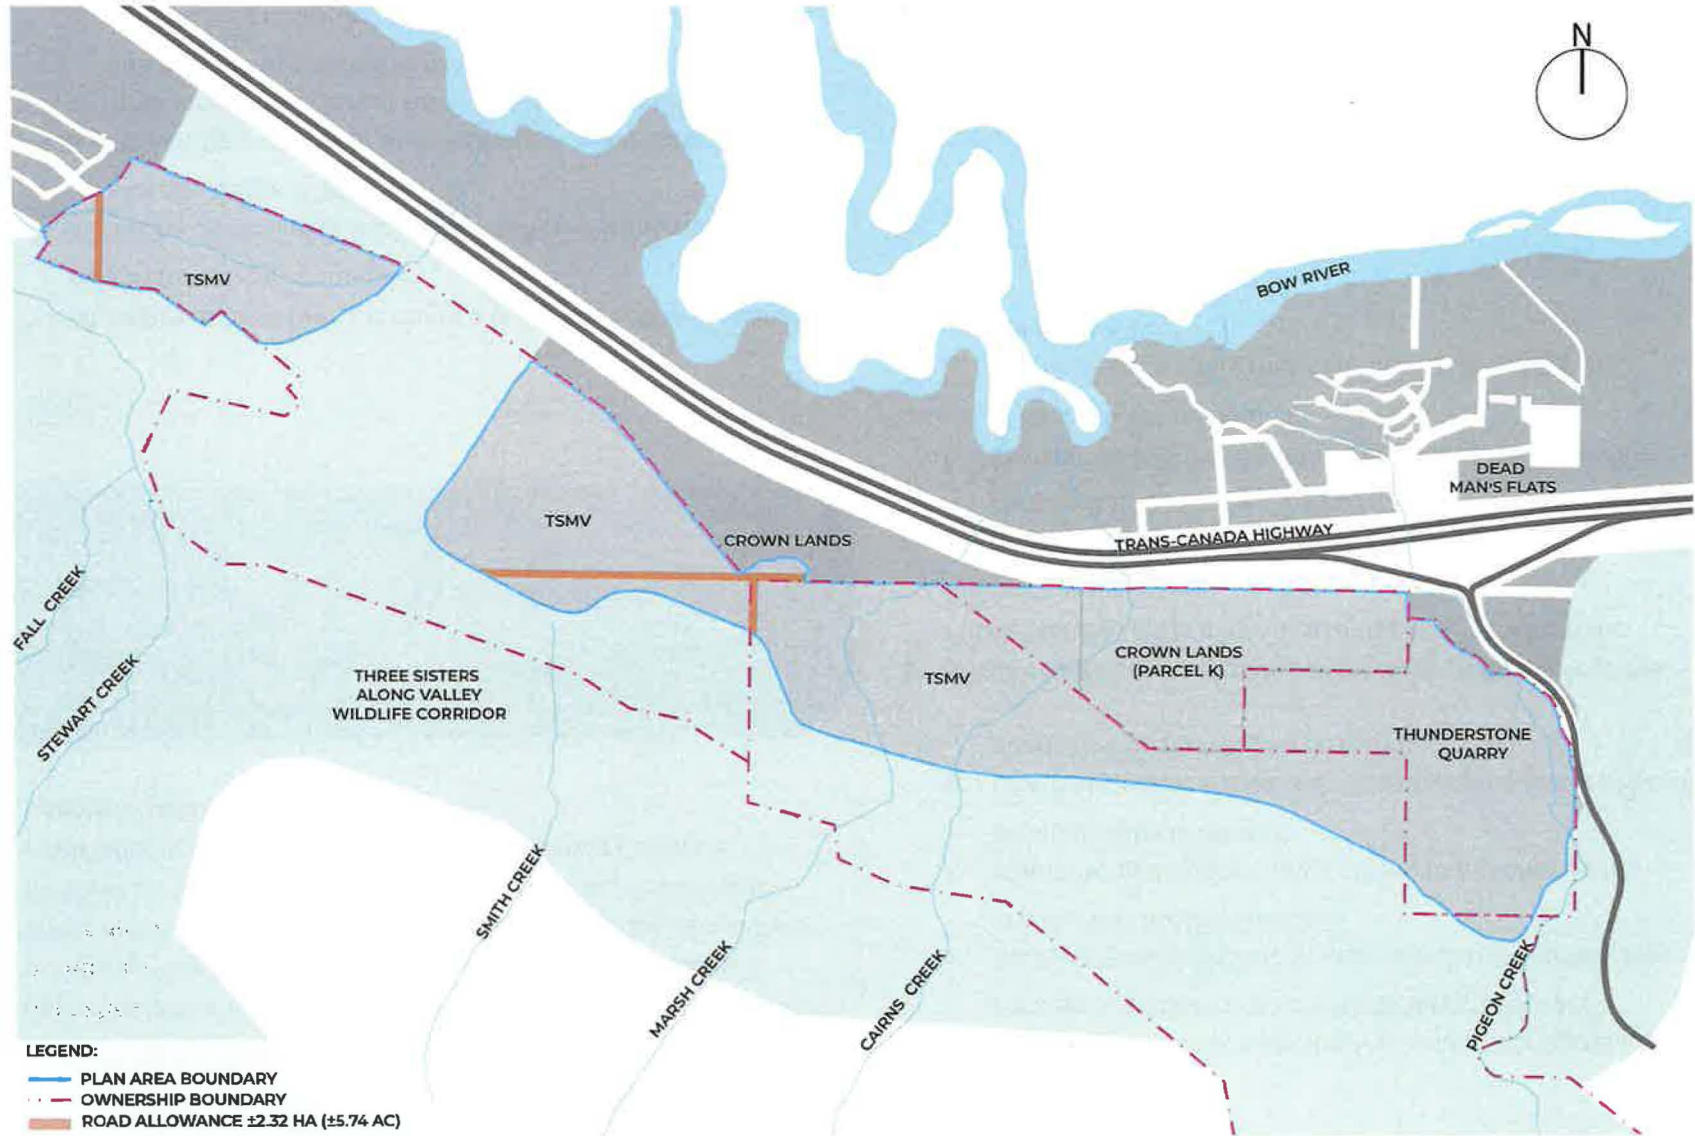 N
BOW RIVER
TSMV
DEAD
MAN'S FLATS
TSMV
CROWN LANDS
TRANS-CANADA HIGHWAY
FALL CREEK
STEWART CREEK
THREE SISTERS
ALONG VALLEY
WILDLIFE CORRIDOR
TSMV
CROWN LANDS
(PARCEL K)
THUNDERSTONE
QUARRY
SMITH CREEK
MARSH CREEK
CAIRNS CREEK
PIGEON CREEK
LEGEND:
PLAN AREA BOUNDARY
OWNERSHIP BOUNDARY
ROAD ALLOWANCE ±2.32 HA (±5.74 AC)